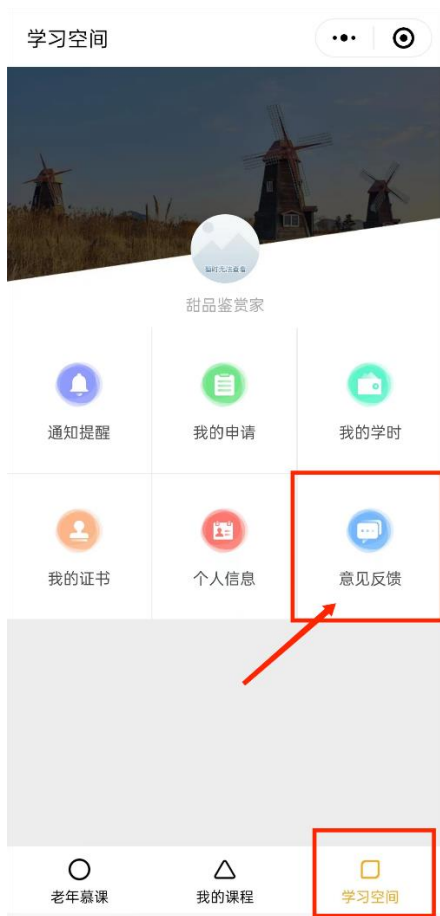 学习空间
甜品鉴赏家
通知提醒
我的申请
我的学时
我的证书
个人信息
意见反馈
老年慕课
我的课程
学习空间